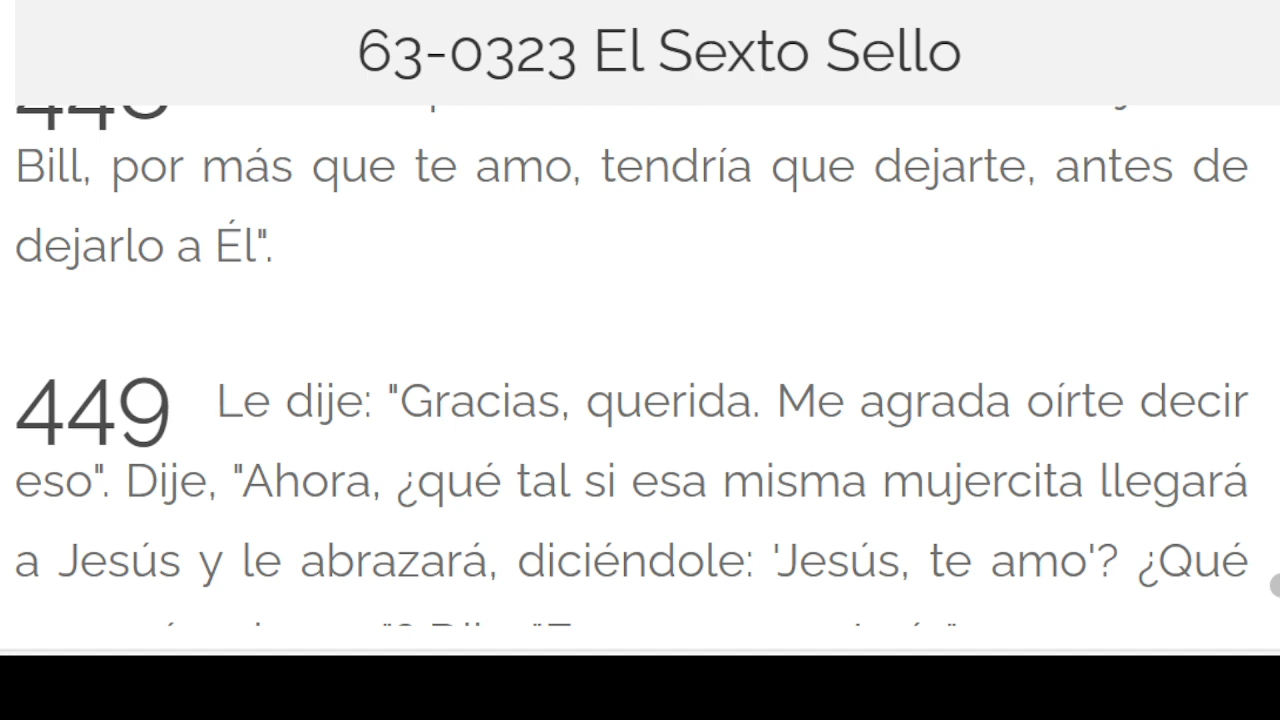 63-0323 El Sexto Sello
Bill, por más que te amo, tendría que dejarte, antes de
dejarlo a Él".
449 Le dije: "Gracias, querida. Me agrada oírte decir
eso". Dije, "Ahora, ¿qué tal si esa misma mujercita llegará
a Jesús y le abrazará, diciéndole: 'Jesús, te amo'? ¿Qué